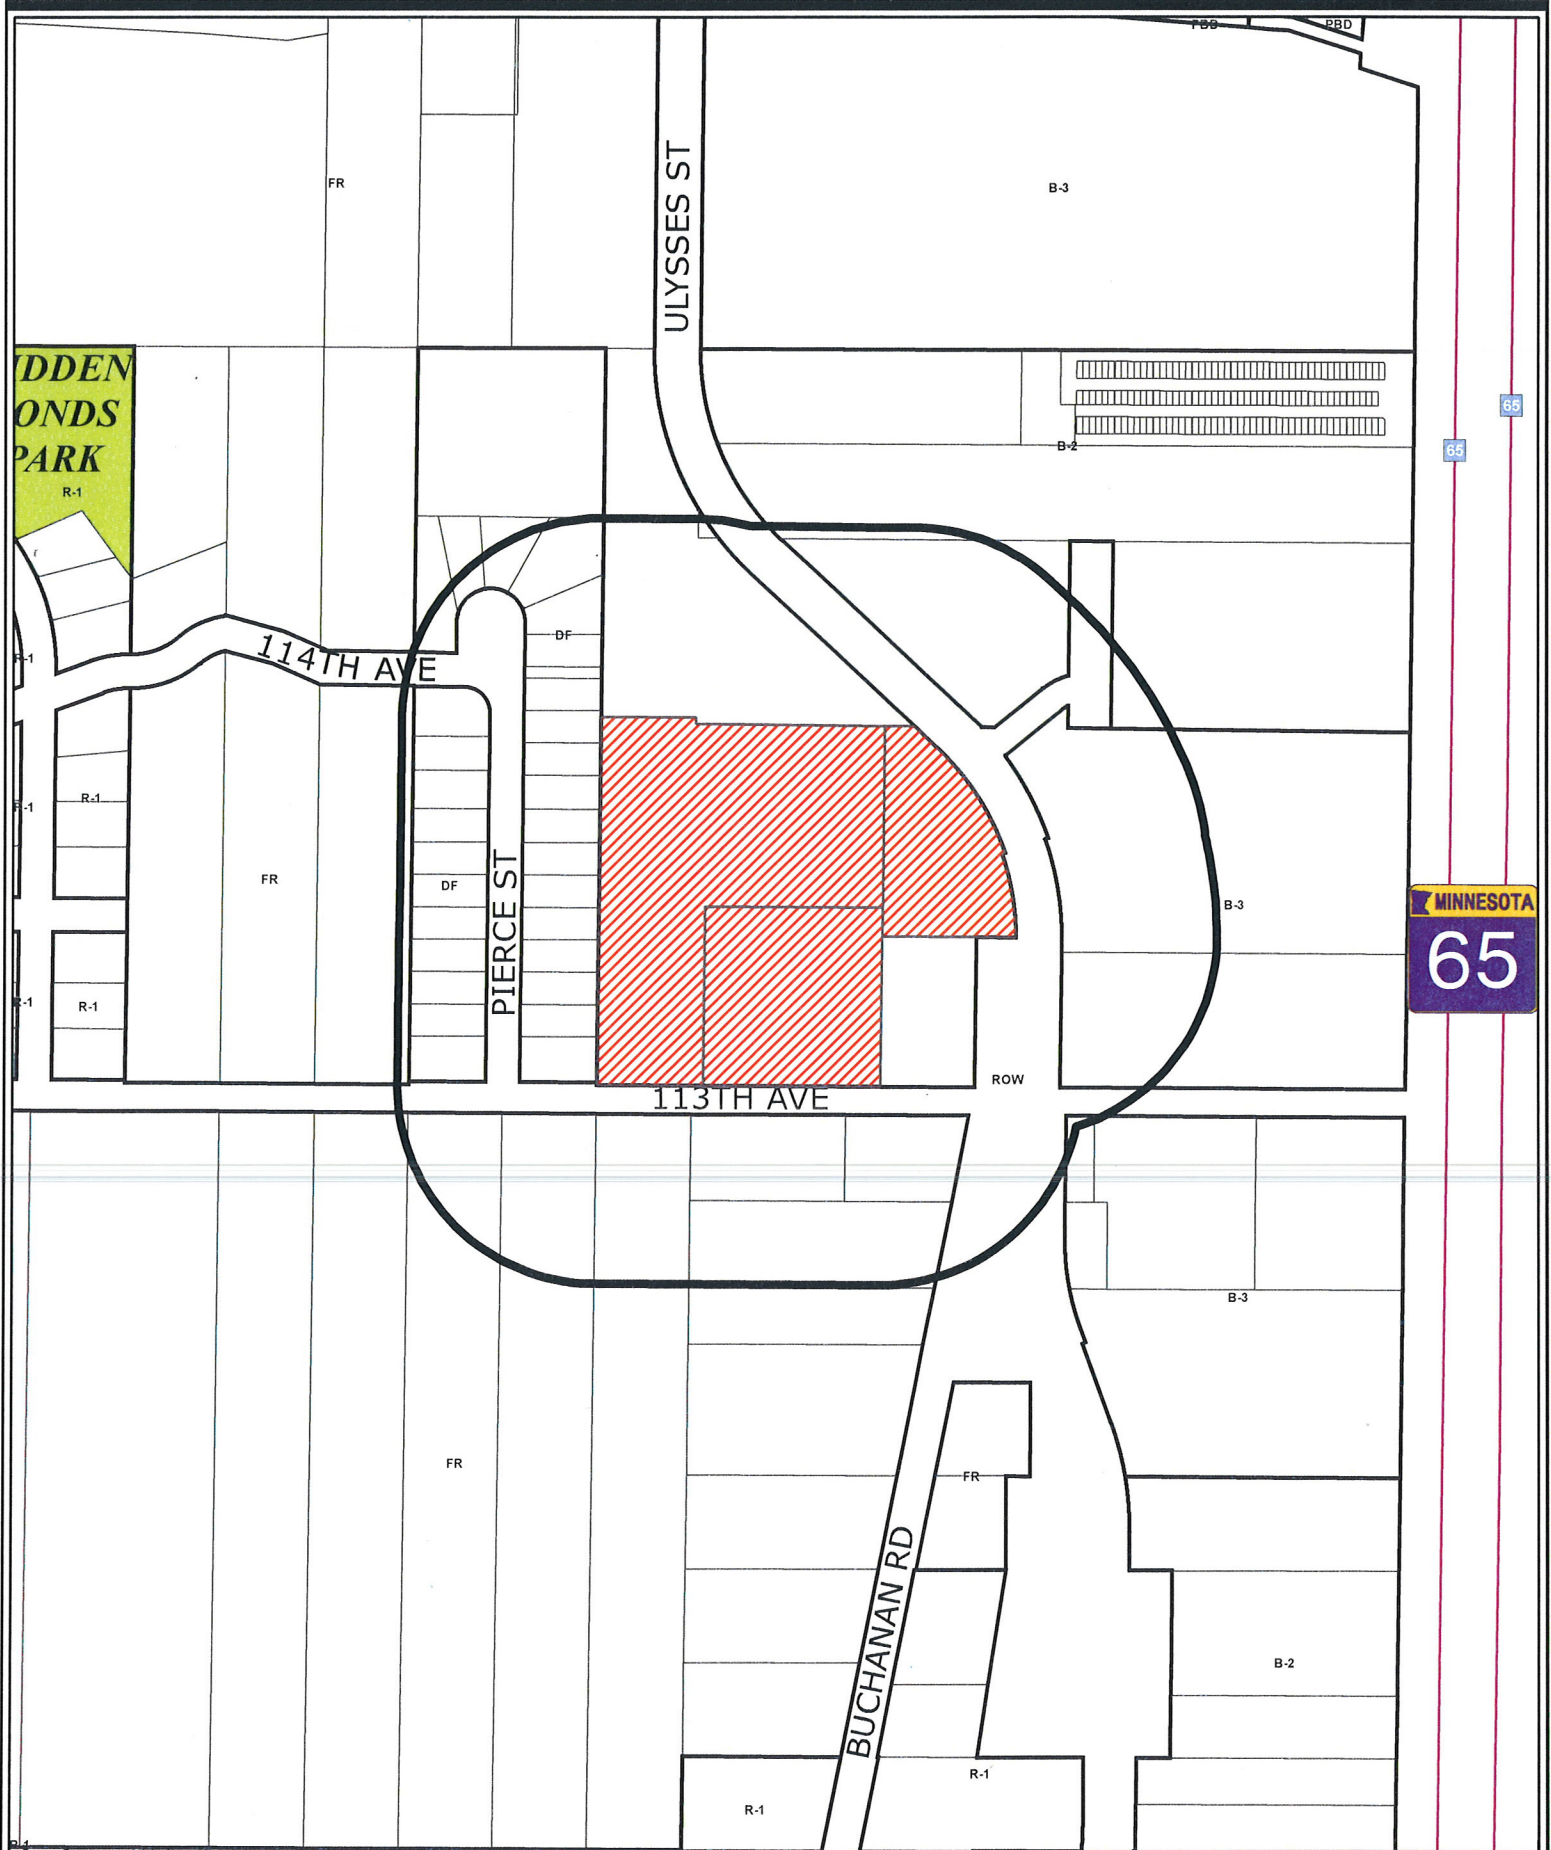 PBD
FR
ULYSSES ST
B-3
IDDEN
ONDS
PARK
R-1
65
65
B-2
DF
R-1
114TH AVE
R-1
R-1
FR
DF
PIERCE ST
B-3
MINNESOTA
65
R-1
R-1
ROW
113TH AVE
B-3
FR
FR
BUCHANAN RD
B-2
R-1
R-1
R-1